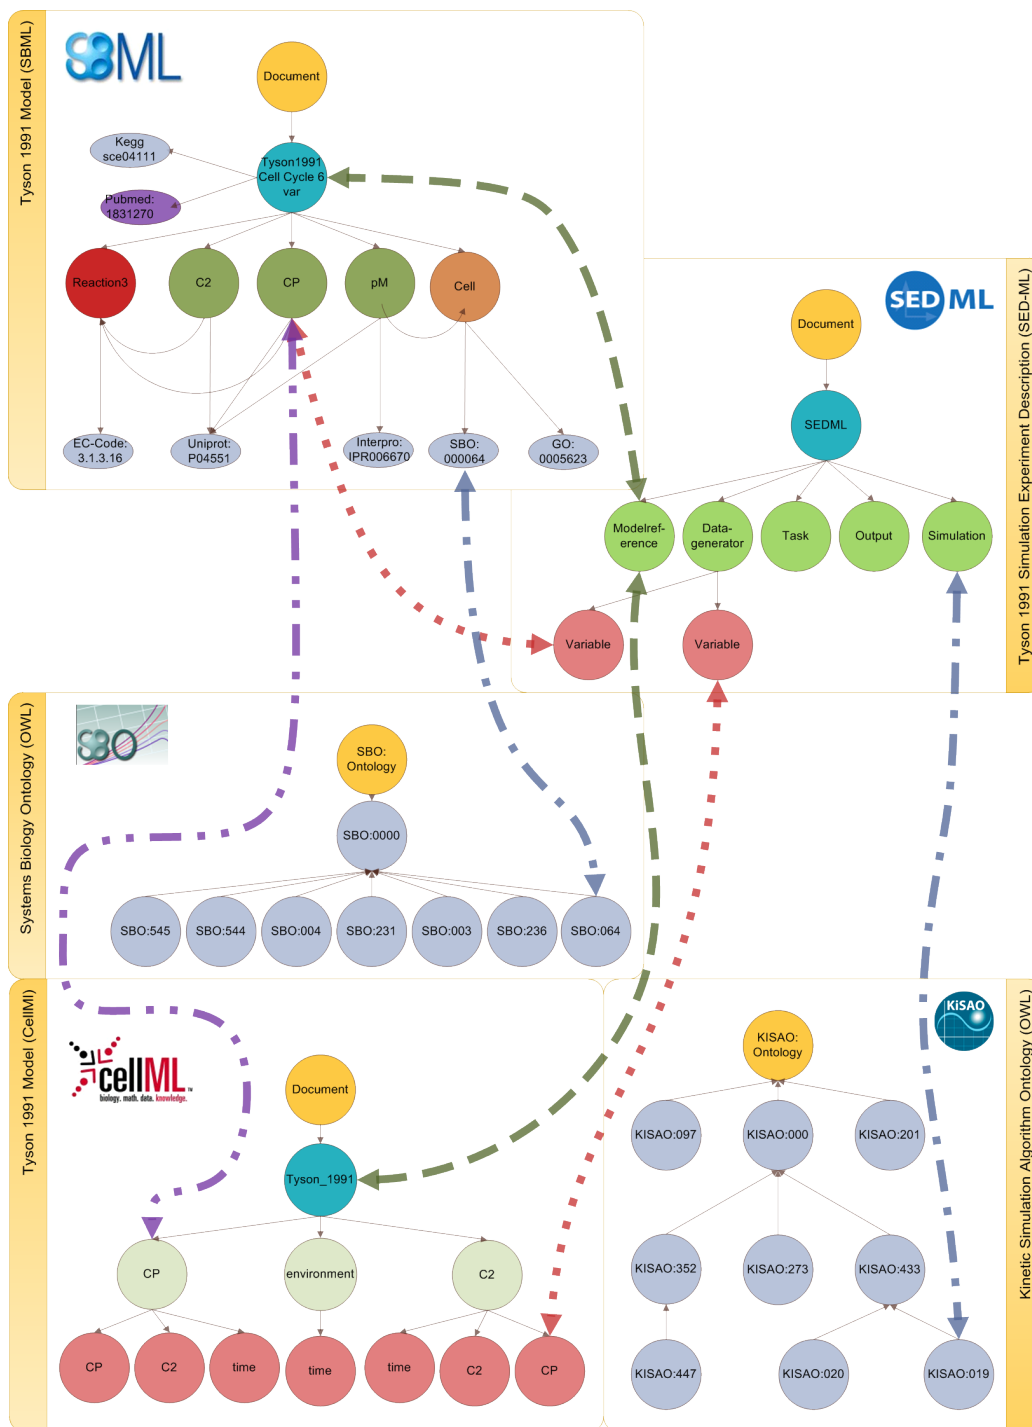 Tyson 1991 Model (SBML)
SBML
Document
Kegg
sce04111
Tyson1991
Cell Cycle 6
var
Pubmed:
1831270
Reaction3
C2
CP
pM
Cell
EC-Code:
3.1.3.16
Uniprot:
P04551
Interpro:
IPR006670
SBO:
000064
GO:
0005623
Tyson 1991 Simulation Experiment Description (SED-ML)
SED ML
Document
SEDML
Modelref-
erence
Data-
generator
Task
Output
Simulation
Variable
Variable
Systems Biology Ontology (OWL)
SBO
SBO:
Ontology
SBO:0000
SBO:545
SBO:544
SBO:004
SBO:231
SBO:003
SBO:236
SBO:064
Tyson 1991 Model (CellMl)
cellML™
biology. math. data. knowledge.
Document
Tyson_1991
CP
environment
C2
CP
C2
time
time
time
C2
CP
Kinetic Simulation Algorithm Ontology (OWL)
KiSAO
KISAO:
Ontology
KISAO:097
KISAO:000
KISAO:201
KISAO:352
KISAO:273
KISAO:433
KISAO:447
KISAO:020
KISAO:019